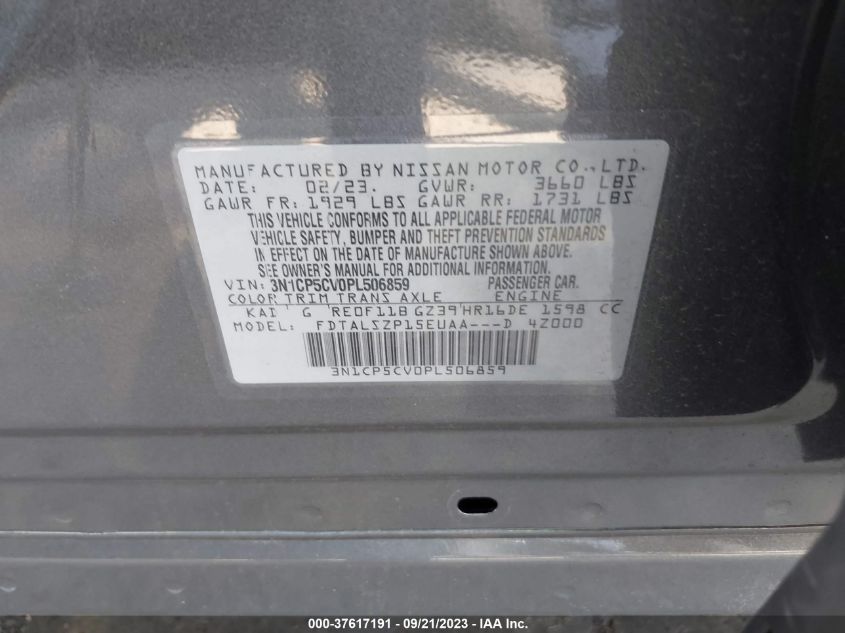 MANUFACTURED BY NISSAN MOTOR CO.,LTD.
DATE: 02/23. GVWR: 3660 LBS
GAWR FR: 1929 LBS GAWR RR: 1731 LBS
THIS VEHICLE CONFORMS TO ALL APPLICABLE FEDERAL MOTOR
VEHICLE SAFETY, BUMPER AND THEFT PREVENTION STANDARDS
IN EFFECT ON THE DATE OF MANUFACTURE SHOWN ABOVE.
SEE OWNER'S MANUAL FOR ADDITIONAL INFORMATION.
VIN: 3N1CP5CV0PL506859 PASSENGER CAR.
COLOR TRIM TRANS AXLE ENGINE
KAD G RE0F11B GZ39 HR16DE 1598 CC
MODEL: FDTALSZP15EUAA---D 4Z000
3N1CP5CV0PL506859
000-37617191 - 09/21/2023 - IAA Inc.